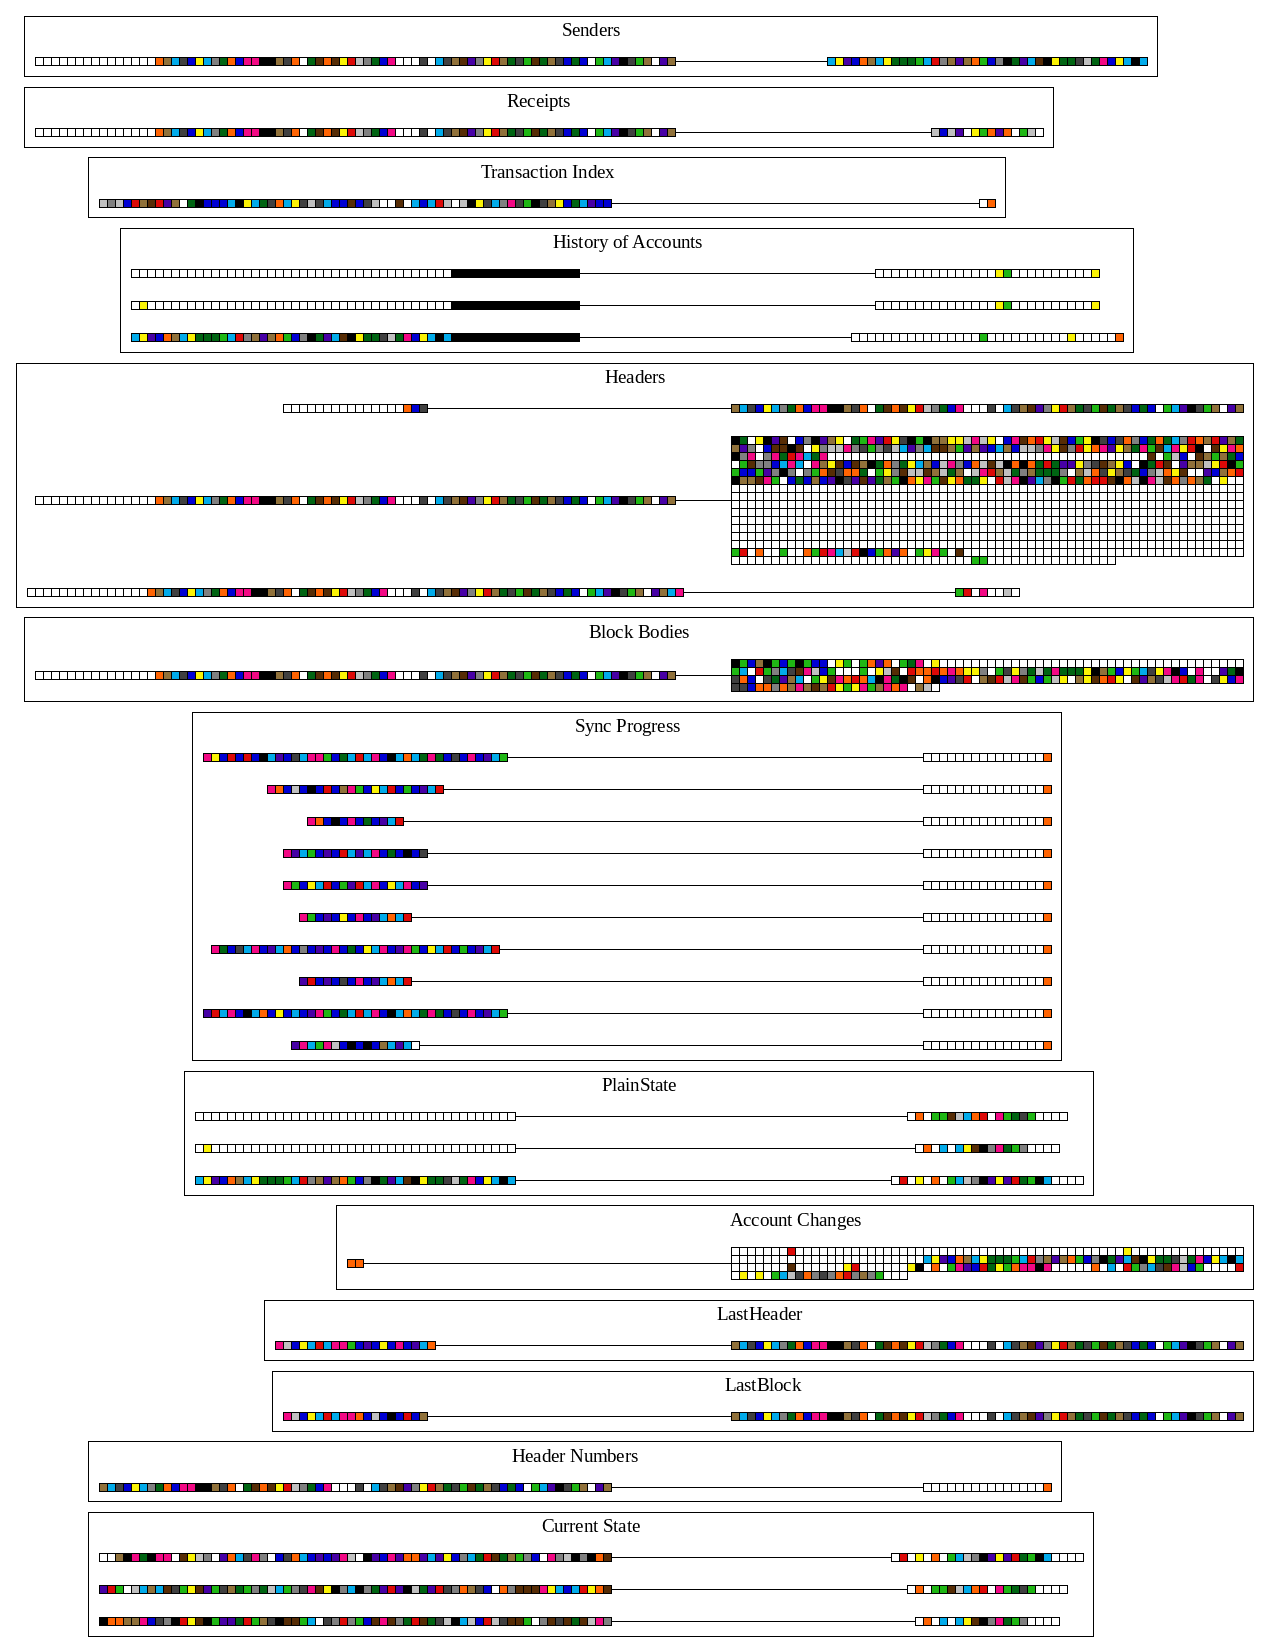 Senders
Receipts
Transaction Index
History of Accounts
Headers
Block Bodies
Sync Progress
PlainState
Account Changes
LastHeader
LastBlock
Header Numbers
Current State